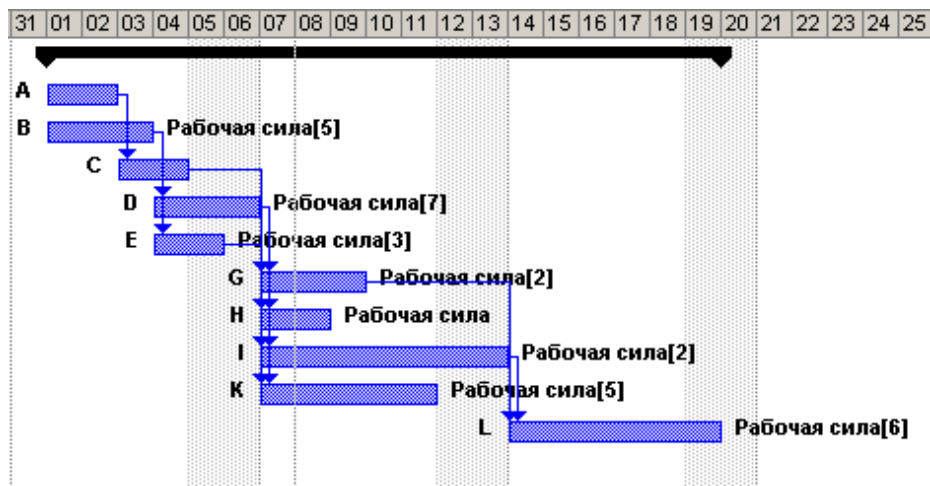 31 01 02 03 04 05 06 07 08 09 10 11 12 13 14 15 16 17 18 19 20 21 22 23 24 25
A
B Рабочая сила[5]
C
D Рабочая сила[7]
E Рабочая сила[3]
G Рабочая сила[2]
H Рабочая сила
I Рабочая сила[2]
K Рабочая сила[5]
L Рабочая сила[6]